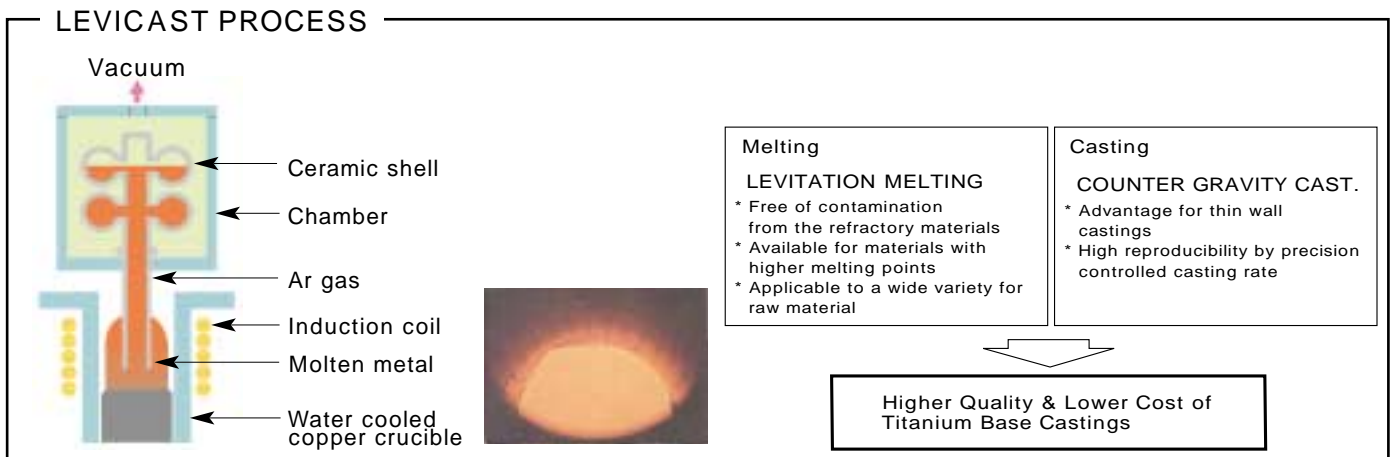 LEVICAST PROCESS
Vacuum
Ceramic shell
Chamber
Ar gas
Induction coil
Molten metal
Water cooled
copper crucible
Melting
LEVITATION MELTING
* Free of contamination
from the refractory materials
* Available for materials with
higher melting points
* Applicable to a wide variety for
raw material
Casting
COUNTER GRAVITY CAST.
* Advantage for thin wall
castings
* High reproducibility by precision
controlled casting rate
Higher Quality & Lower Cost of
Titanium Base Castings